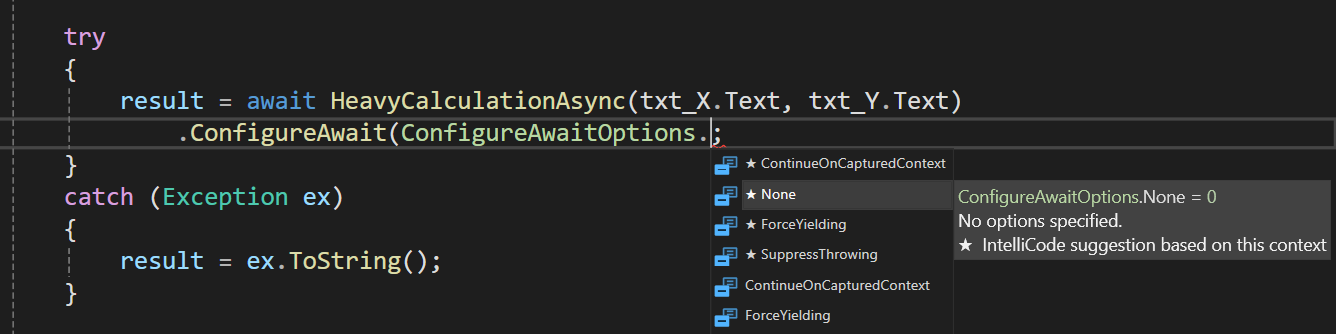 try
{
result = await HeavyCalculationAsync(txt_X.Text, txt_Y.Text)
.ConfigureAwait(ConfigureAwaitOptions.;
}
catch (Exception ex)
{
result = ex.ToString();
}
★ ContinueOnCapturedContext
★ None
★ ForceYielding
★ SuppressThrowing
ContinueOnCapturedContext
ForceYielding
ConfigureAwaitOptions.None = 0
No options specified.
★ IntelliCode suggestion based on this context